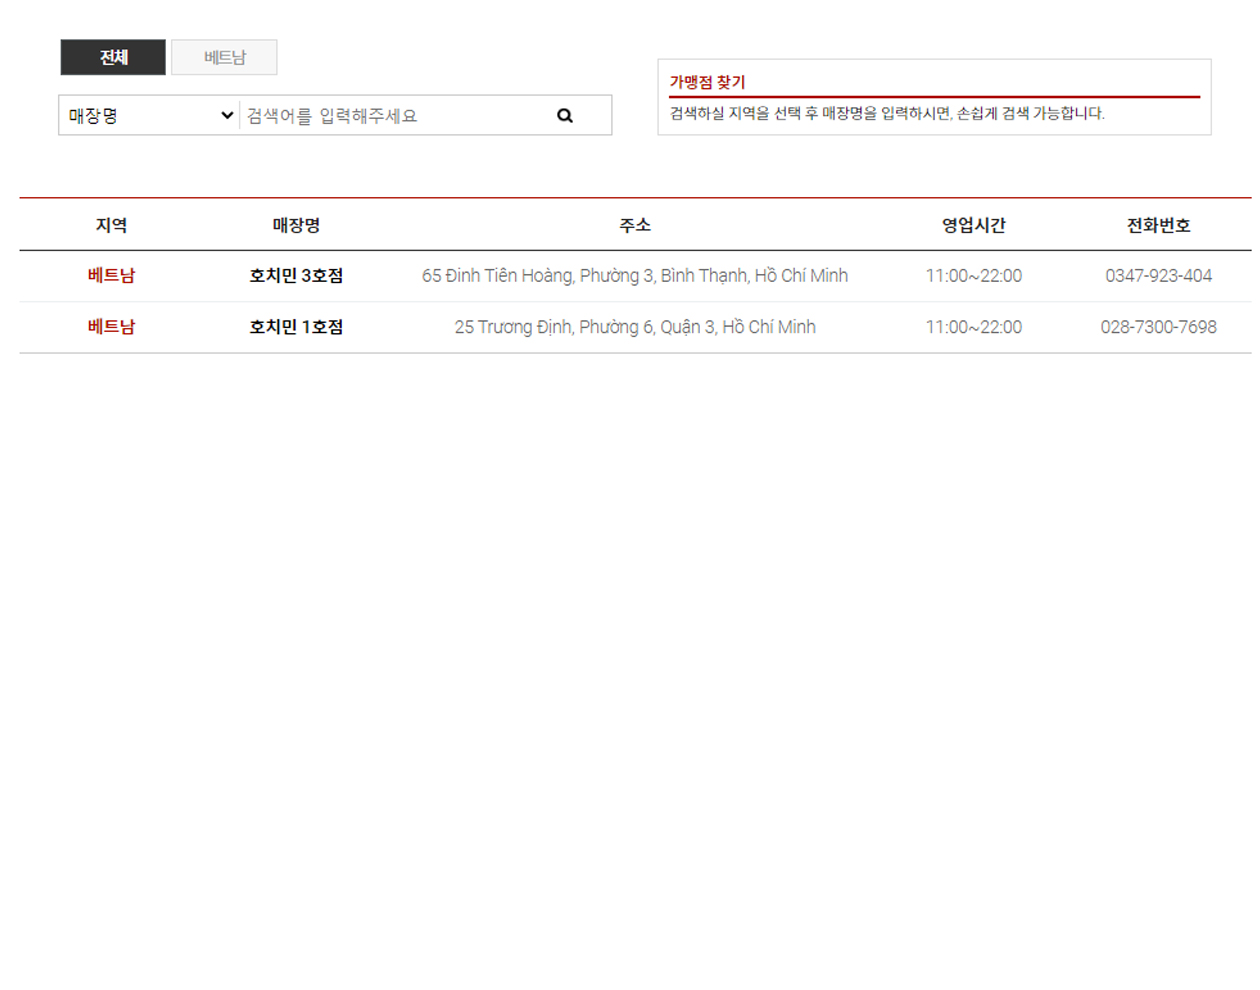 전체 베트남
매장명 검색어를 입력해주세요
가맹점 찾기
검색하실 지역을 선택 후 매장명을 입력하시면, 손쉽게 검색 가능합니다.
지역 매장명 주소 영업시간 전화번호
베트남 호치민 3호점 65 Đinh Tiên Hoàng, Phường 3, Bình Thạnh, Hồ Chí Minh 11:00~22:00 0347-923-404
베트남 호치민 1호점 25 Trương Định, Phường 6, Quận 3, Hồ Chí Minh 11:00~22:00 028-7300-7698